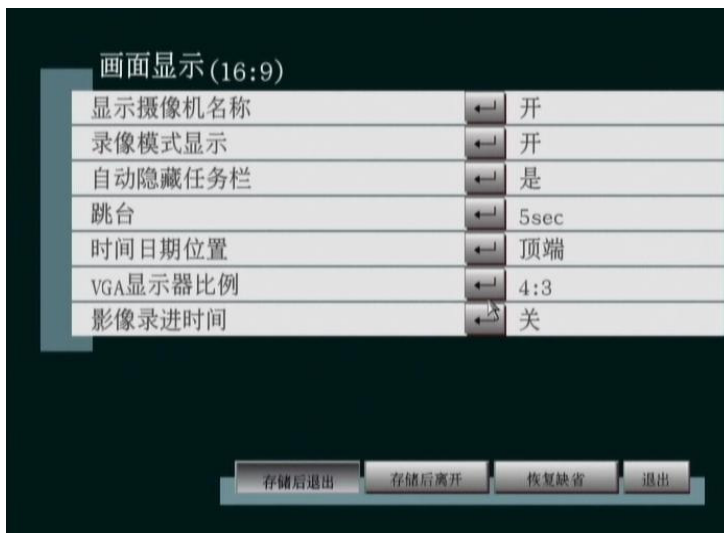 画面显示(16:9)
显示摄像机名称 开
录像模式显示 开
自动隐藏任务栏 是
跳台 5sec
时间日期位置 顶端
VGA显示器比例 4:3
影像录进时间 关
存储后退出 存储后离开 恢复缺省 退出